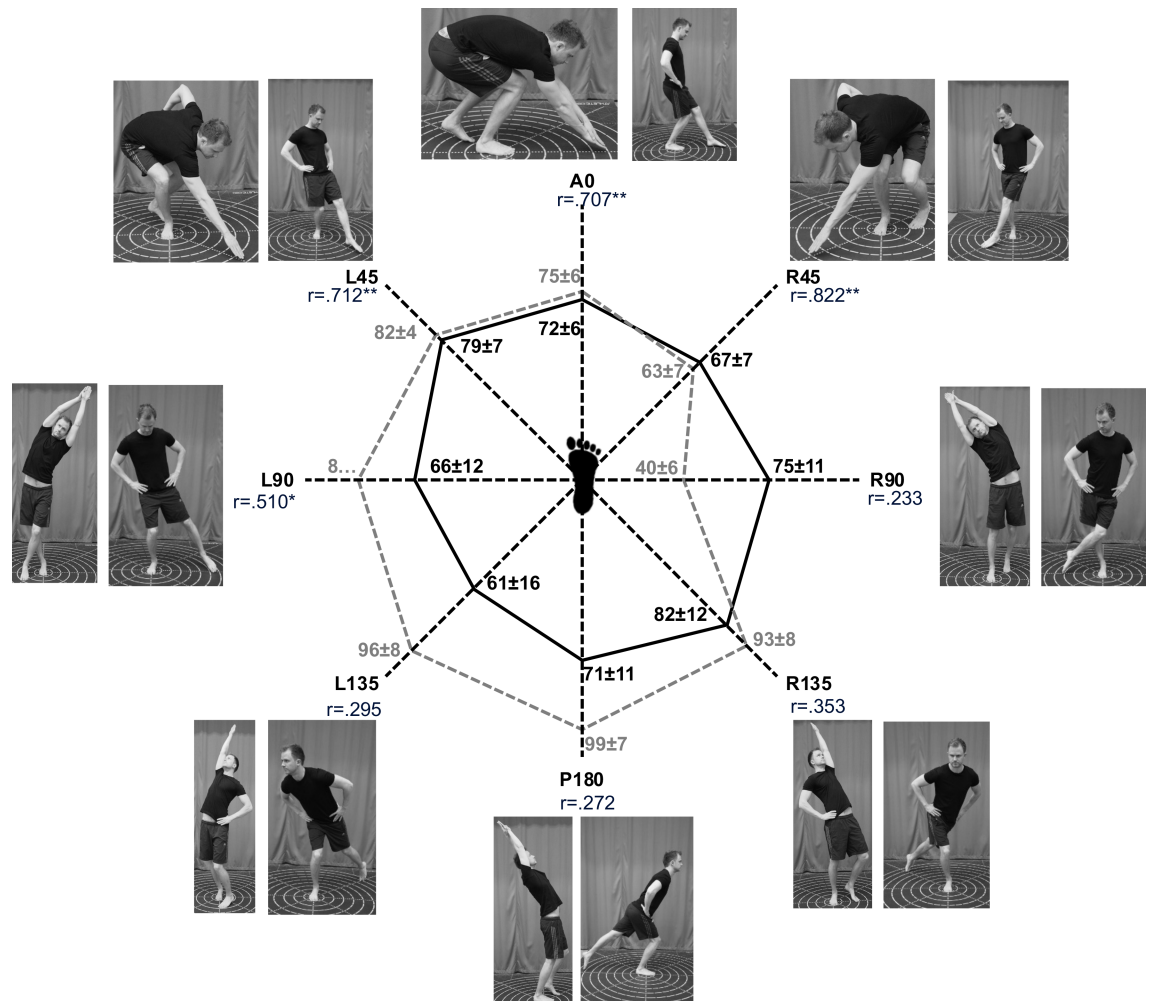 A0
r=.707**
L45
r=.712**
R45
r=.822**
75±6
72±6
82±4
79±7
63±7
67±7
L90
r=.510*
8...
66±12
40±6
75±11
R90
r=.233
61±16
82±12
96±8
71±11
93±8
L135
r=.295
R135
r=.353
99±7
P180
r=.272